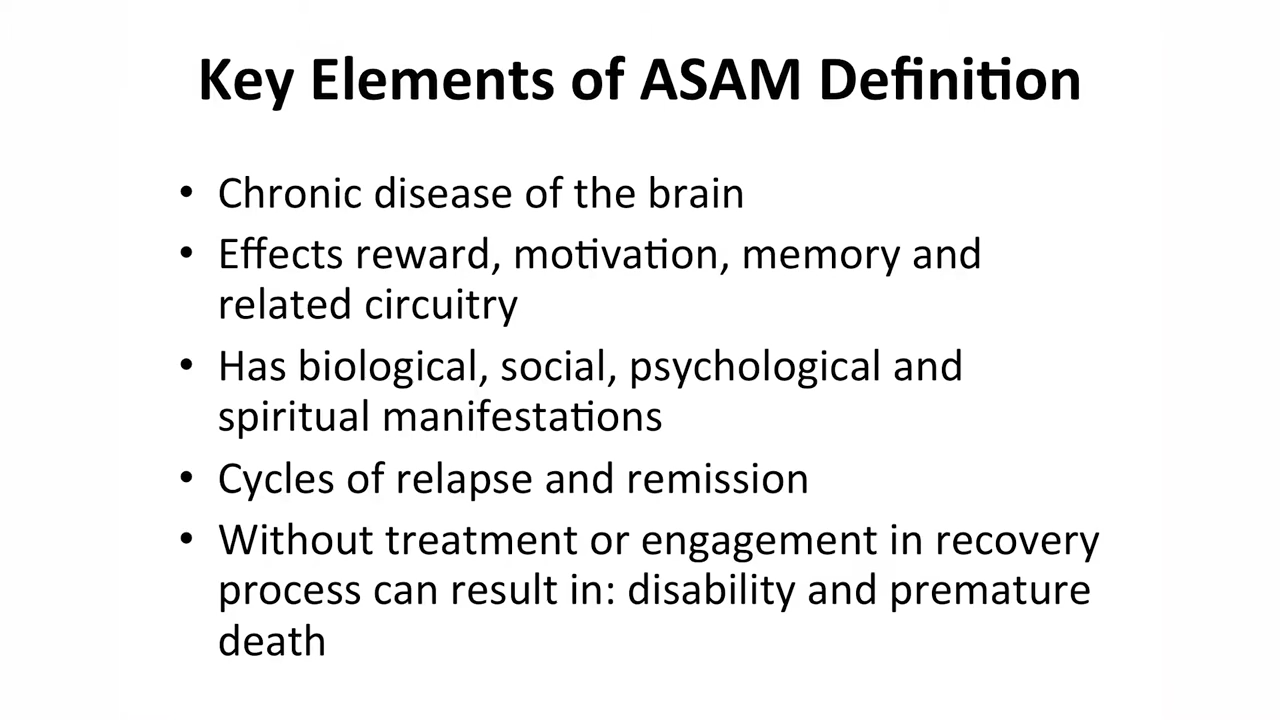 Key Elements of ASAM Definition
• Chronic disease of the brain
• Effects reward, motivation, memory and
related circuitry
• Has biological, social, psychological and
spiritual manifestations
• Cycles of relapse and remission
• Without treatment or engagement in recovery
process can result in: disability and premature
death